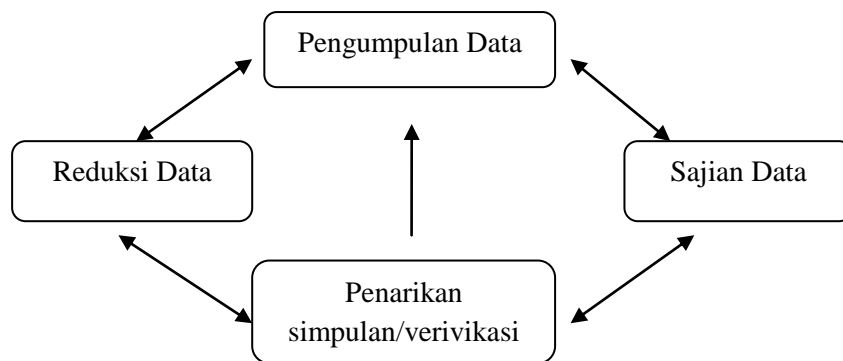 Pengumpulan Data
Reduksi Data
Sajian Data
Penarikan
simpulan/verivikasi